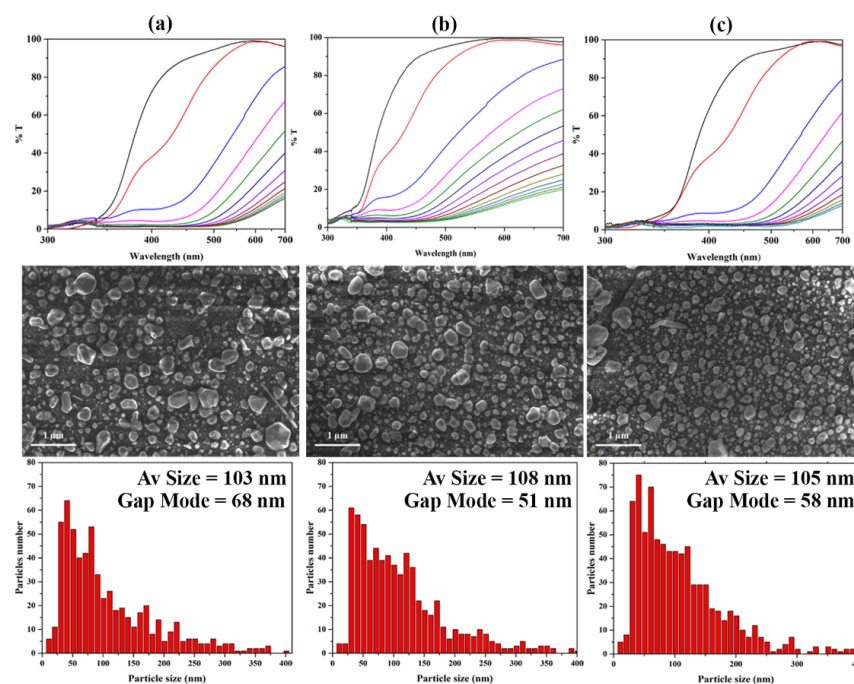 (a) (b) (c)
100
80
60
40
20
0
% T
300 400 500 600 700
Wavelength (nm)
100
80
60
40
20
0
% T
300 400 500 600 700
Wavelength (nm)
100
80
60
40
20
0
% T
300 400 500 600 700
Wavelength (nm)
1 µm
1 µm
1 µm
Av Size = 103 nm
Gap Mode = 68 nm
80
70
60
50
40
30
20
10
0
Particles number
0 50 100 150 200 250 300 350 400
Particle size (nm)
Av Size = 108 nm
Gap Mode = 51 nm
80
70
60
50
40
30
20
10
0
Particles number
0 50 100 150 200 250 300 350 400
Particle size (nm)
Av Size = 105 nm
Gap Mode = 58 nm
80
70
60
50
40
30
20
10
0
Particles number
0 100 200 300
Particle size (nm)